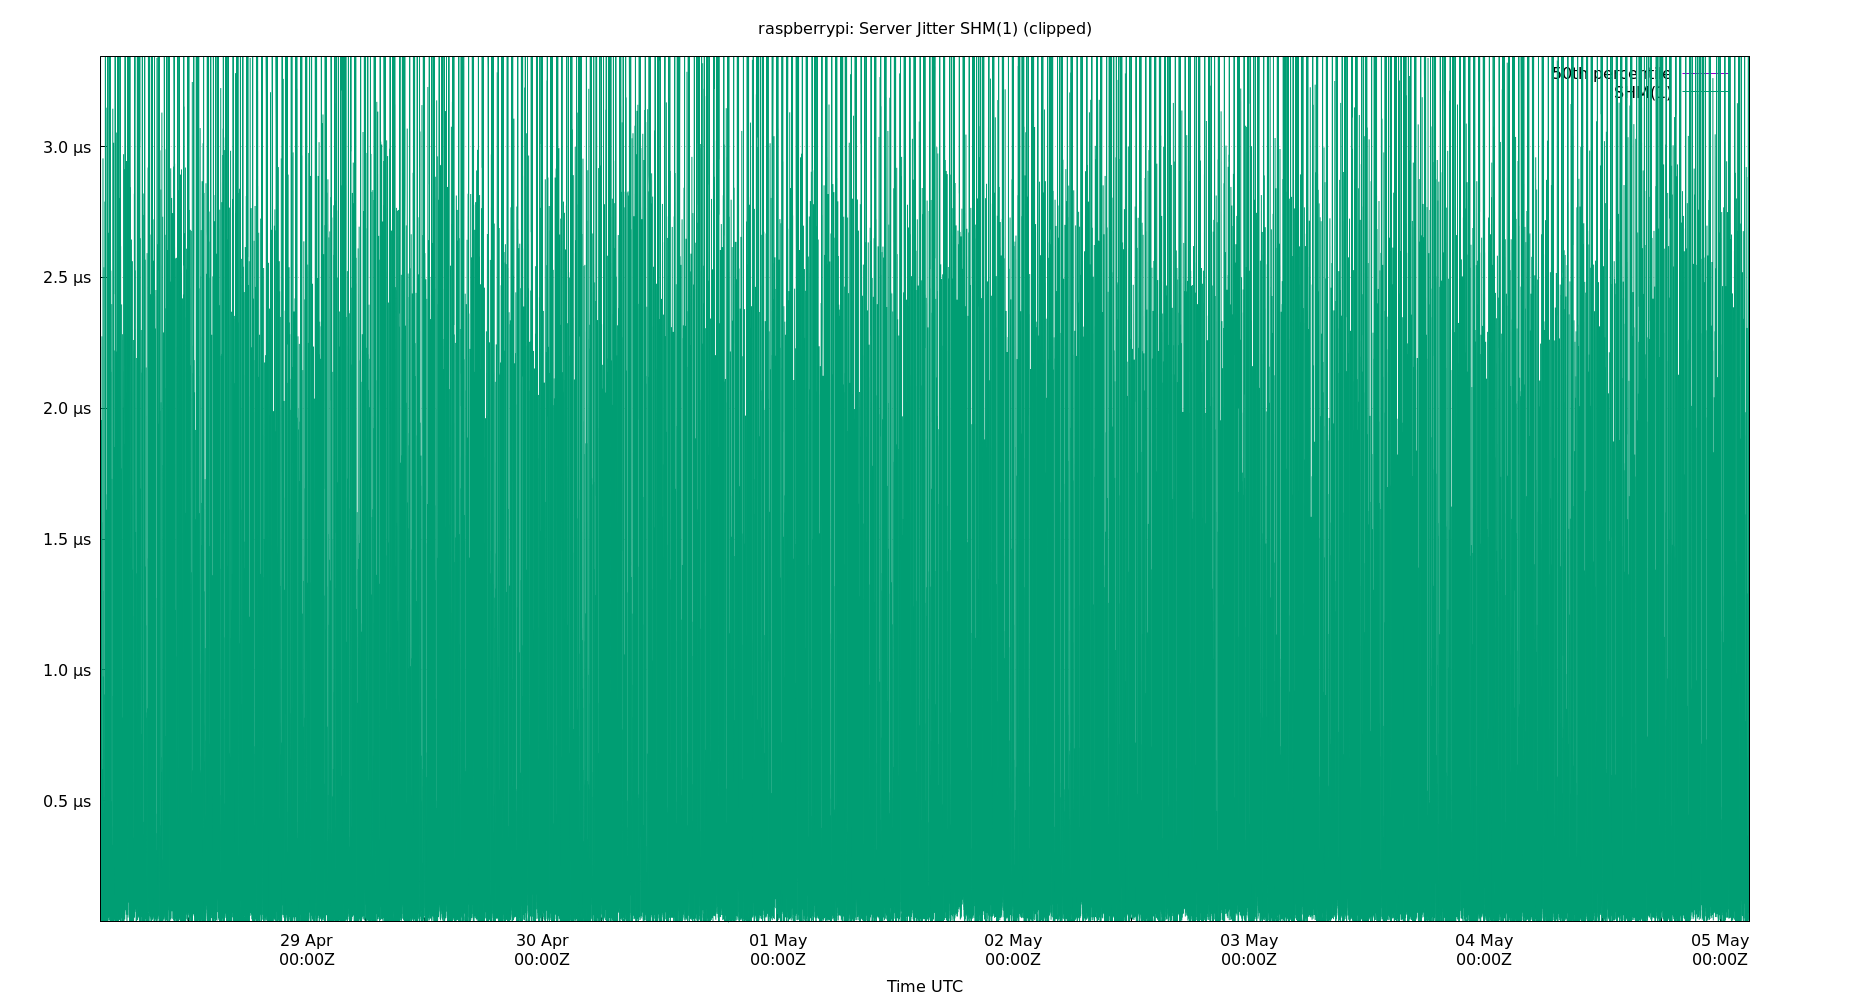 raspberrypi: Server Jitter SHM(1) (clipped)
50th percentile
SHM(1)
3.0 µs
2.5 µs
2.0 µs
1.5 µs
1.0 µs
0.5 µs
29 Apr 30 Apr 01 May 02 May 03 May 04 May 05 May
00:00Z 00:00Z 00:00Z 00:00Z 00:00Z 00:00Z 00:00Z
Time UTC